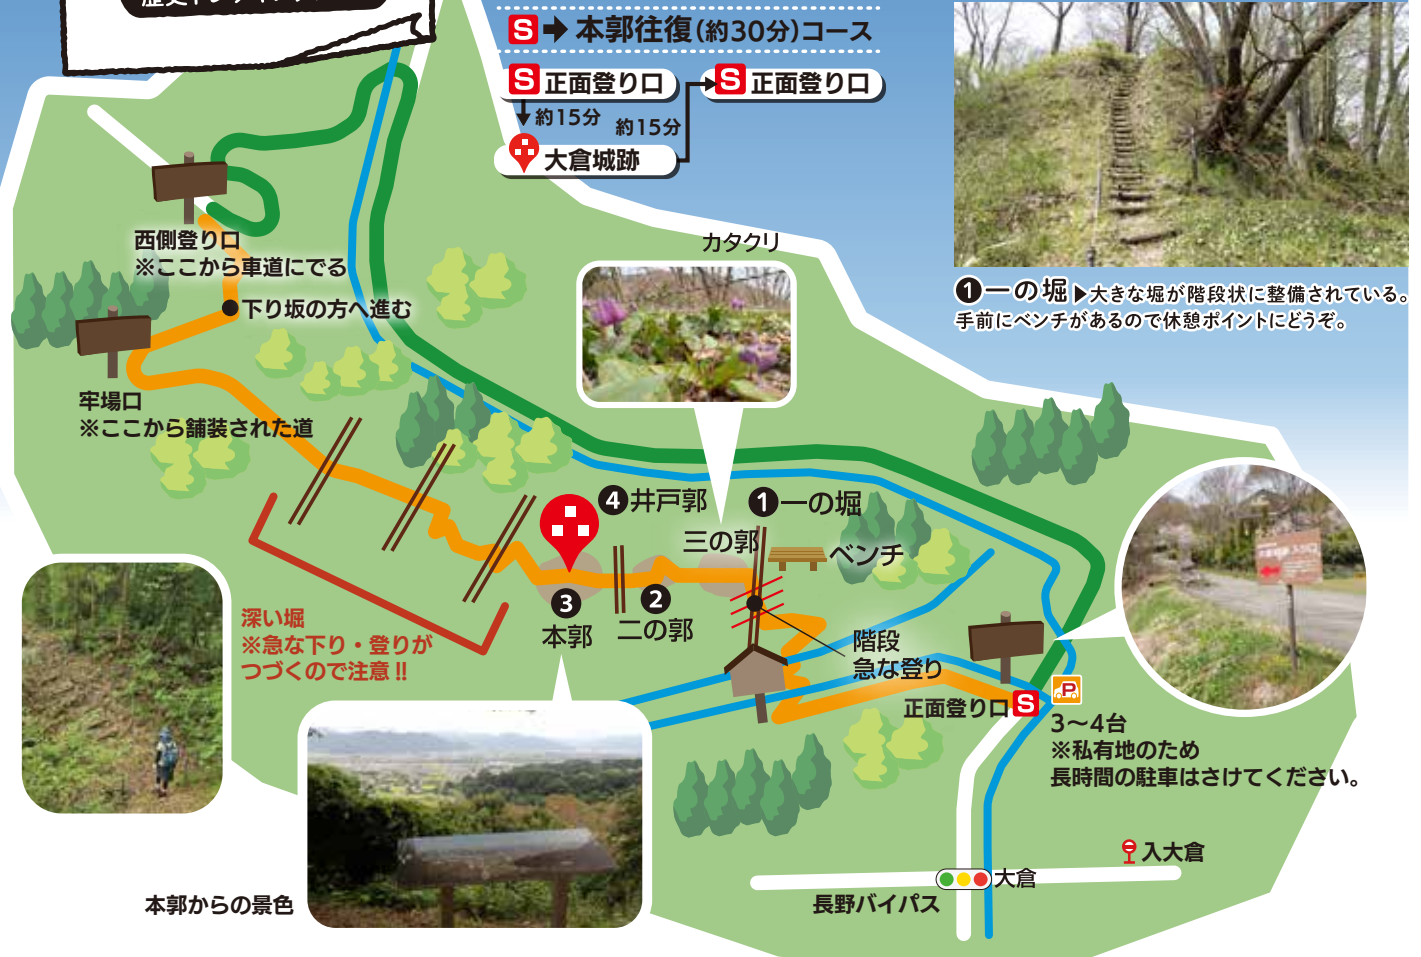 S➡本郭往復(約30分)コース
S 正面登り口
S 正面登り口
約15分
約15分
大倉城跡
カタクリ
❶一の堀▶大きな堀が階段状に整備されている。
手前にベンチがあるので休憩ポイントにどうぞ。
西側登り口
※ここから車道にでる
下り坂の方へ進む
牢場口
※ここから舗装された道
❹井戸郭
❶一の堀
三の郭
ベンチ
❸
本郭
❷
二の郭
深い堀
※急な下り・登りが
つづくので注意!!
階段
急な登り
正面登り口 S
P
3〜4台
※私有地のため
長時間の駐車はさけてください。
入大倉
大倉
長野バイパス
本郭からの景色